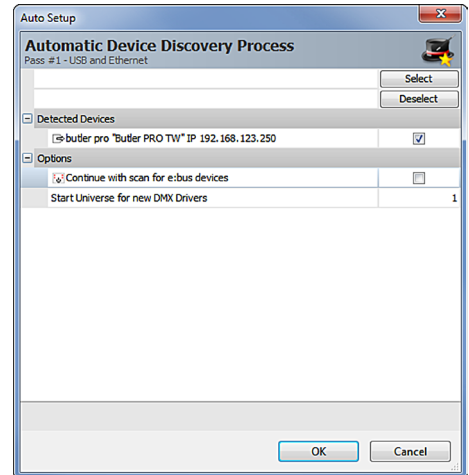 Auto Setup
Automatic Device Discovery Process
Pass #1 - USB and Ethernet
Select
Deselect
Detected Devices
butler pro "Butler PRO TW" IP 192.168.123.250
Options
Continue with scan for e:bus devices
Start Universe for new DMX Drivers 1
OK Cancel